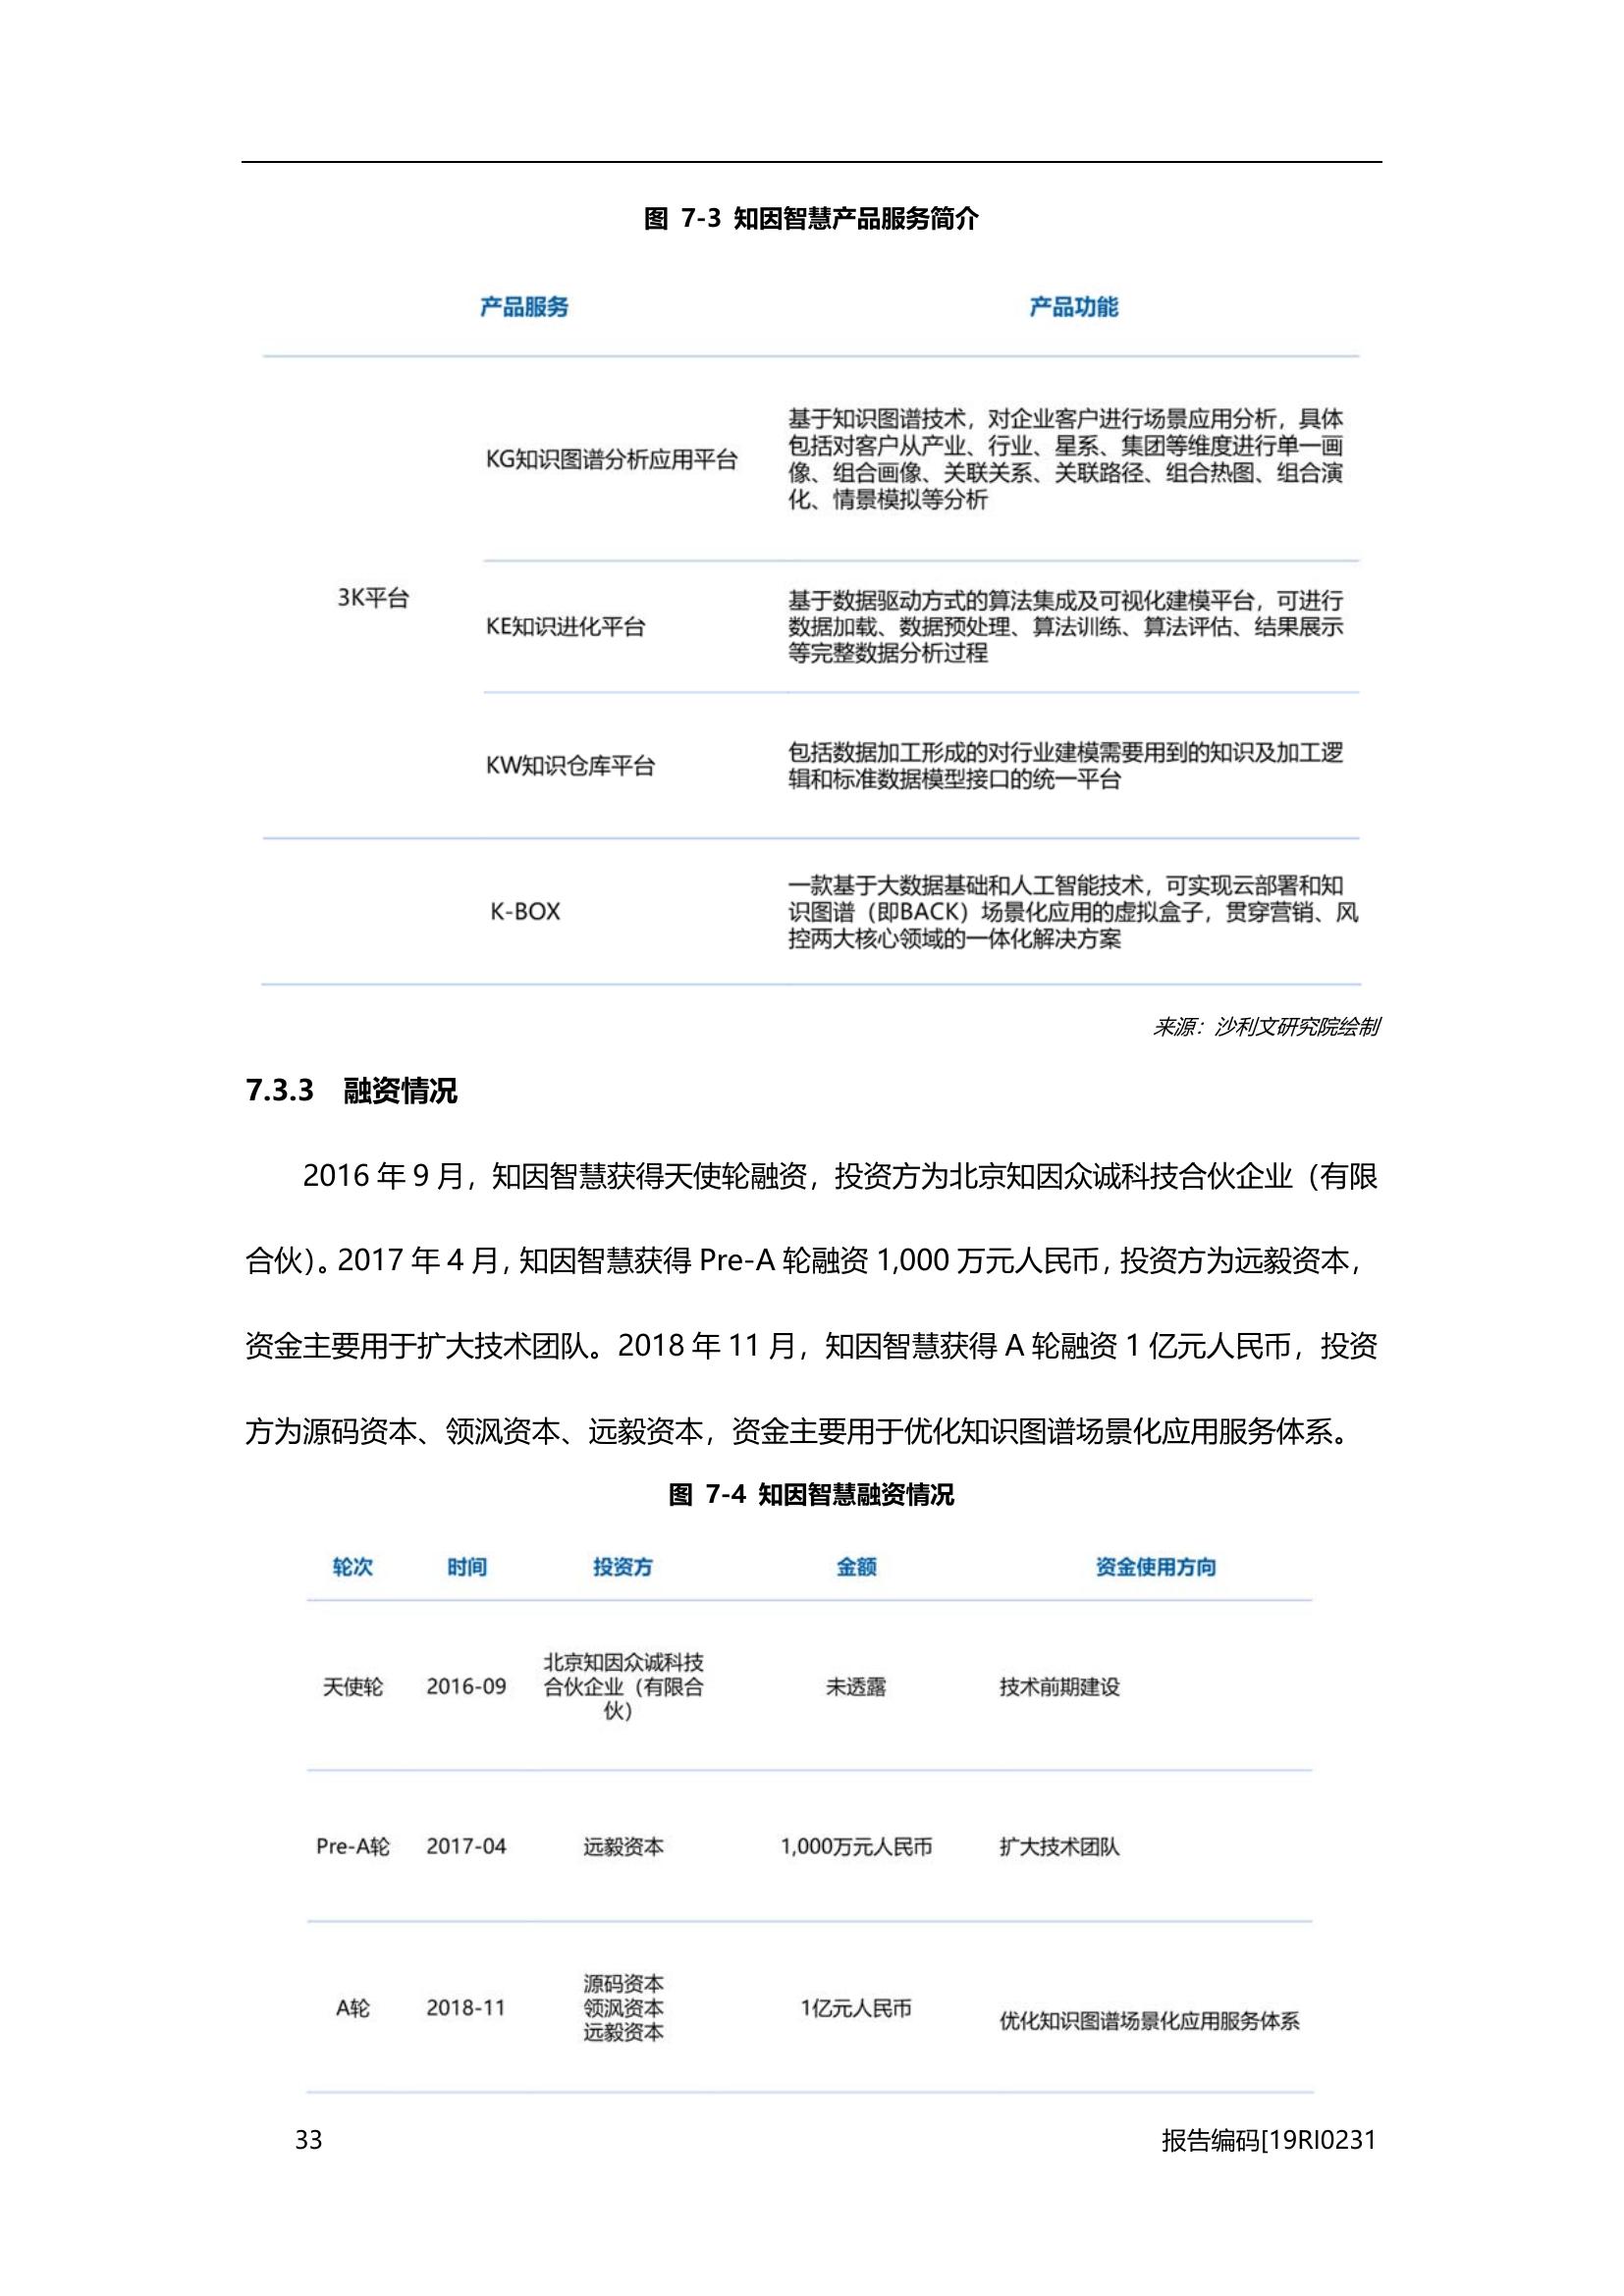 图 7-3 知因智慧产品服务简介
产品服务 产品功能
3K平台
KG知识图谱分析应用平台
基于知识图谱技术，对企业客户进行场景应用分析，具体
包括对客户从产业、行业、星系、集团等维度进行单一画
像、组合画像、关联关系、关联路径、组合热图、组合演
化、情景模拟等分析
KE知识进化平台
基于数据驱动方式的算法集成及可视化建模平台，可进行
数据加载、数据预处理、算法训练、算法评估、结果展示
等完整数据分析过程
KW知识仓库平台
包括数据加工形成的对行业建模需要用到的知识及加工逻
辑和标准数据模型接口的统一平台
K-BOX
一款基于大数据基础和人工智能技术，可实现云部署和知
识图谱（即BACK）场景化应用的虚拟盒子，贯穿营销、风
控两大核心领域的一体化解决方案
来源：沙利文研究院绘制
7.3.3 融资情况
2016 年 9 月，知因智慧获得天使轮融资，投资方为北京知因众诚科技合伙企业（有限
合伙）。2017 年 4 月，知因智慧获得 Pre-A 轮融资 1,000 万元人民币，投资方为远毅资本，
资金主要用于扩大技术团队。2018 年 11 月，知因智慧获得 A 轮融资 1 亿元人民币，投资
方为源码资本、领沨资本、远毅资本，资金主要用于优化知识图谱场景化应用服务体系。
图 7-4 知因智慧融资情况
轮次 时间 投资方 金额 资金使用方向
天使轮 2016-09
北京知因众诚科技
合伙企业（有限合
伙）
未透露 技术前期建设
Pre-A轮 2017-04 远毅资本 1,000万元人民币 扩大技术团队
A轮 2018-11
源码资本
领沨资本
远毅资本
1亿元人民币 优化知识图谱场景化应用服务体系
33 报告编码[19RI0231